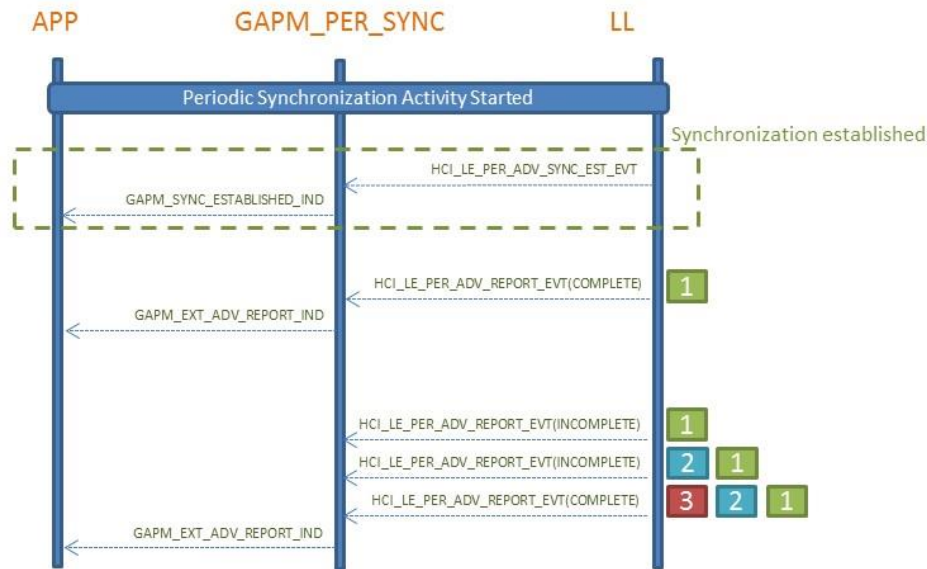 APP GAPM_PER_SYNC LL
Periodic Synchronization Activity Started
Synchronization established
HCI_LE_PER_ADV_SYNC_EST_EVT
GAPM_SYNC_ESTABLISHED_IND
HCI_LE_PER_ADV_REPORT_EVT(COMPLETE) 1
GAPM_EXT_ADV_REPORT_IND
HCI_LE_PER_ADV_REPORT_EVT(INCOMPLETE) 1
HCI_LE_PER_ADV_REPORT_EVT(INCOMPLETE) 2 1
HCI_LE_PER_ADV_REPORT_EVT(COMPLETE) 3 2 1
GAPM_EXT_ADV_REPORT_IND